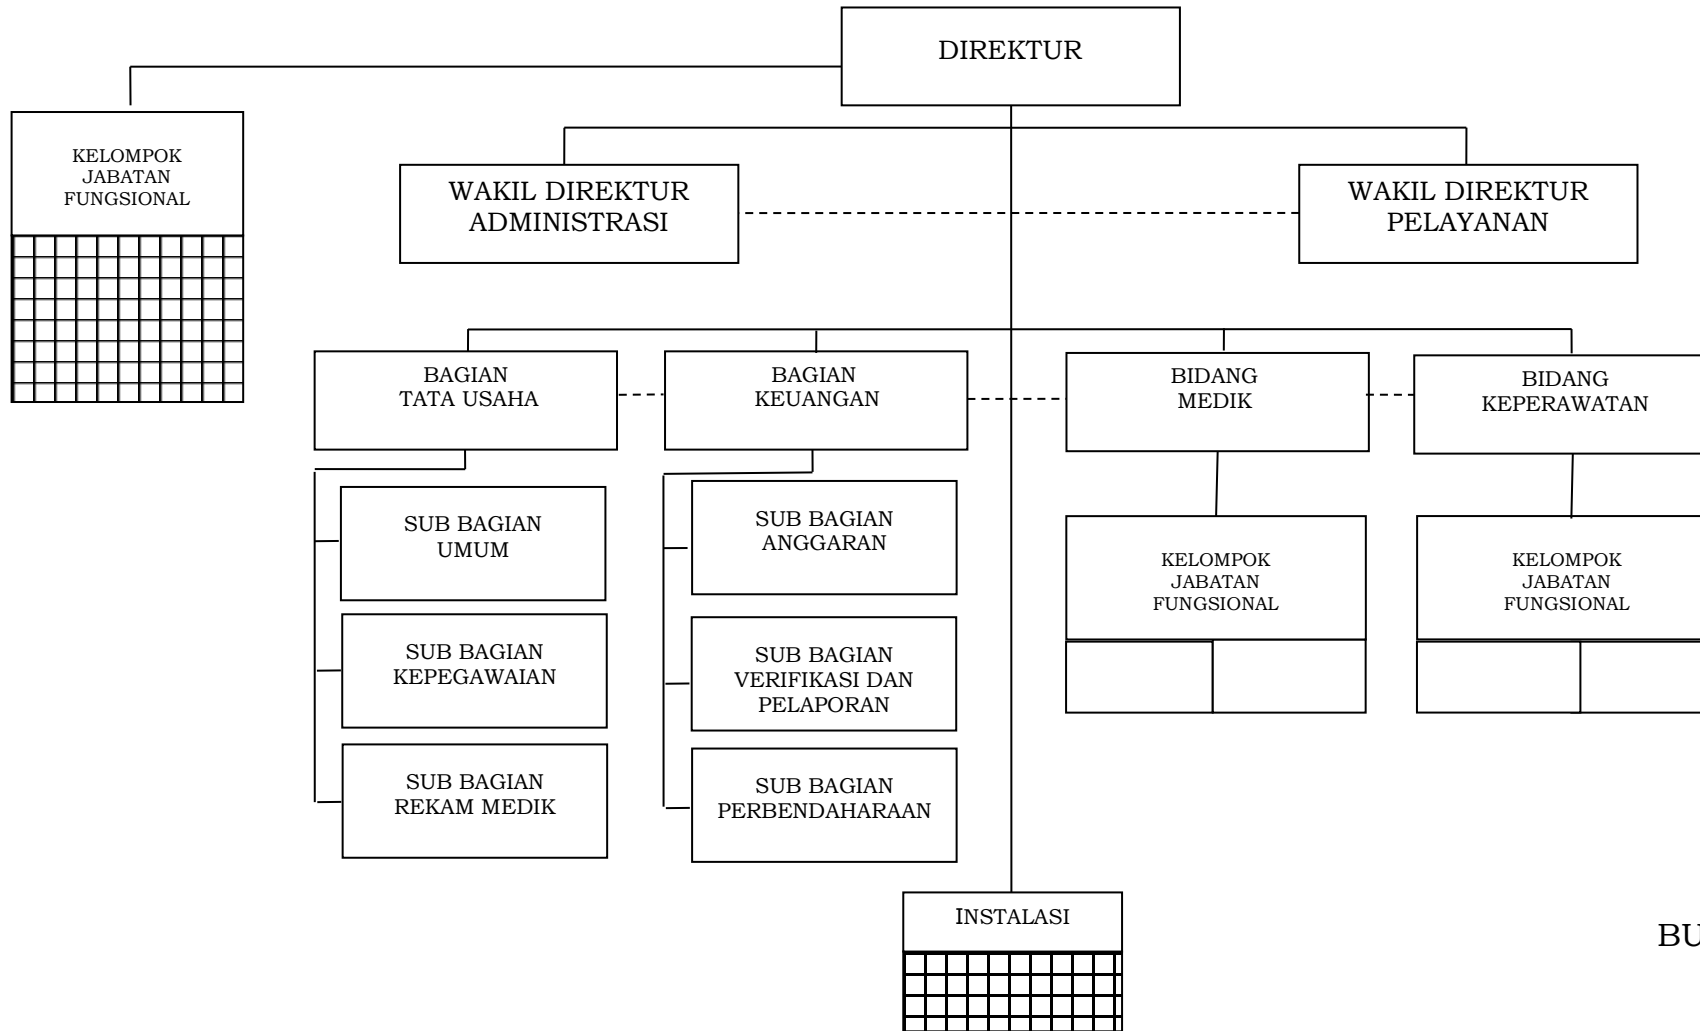 DIREKTUR
KELOMPOK
JABATAN
FUNGSIONAL
WAKIL DIREKTUR
ADMINISTRASI
WAKIL DIREKTUR
PELAYANAN
BAGIAN
TATA USAHA
BAGIAN
KEUANGAN
BIDANG
MEDIK
BIDANG
KEPERAWATAN
SUB BAGIAN
UMUM
SUB BAGIAN
KEPEGAWAIAN
SUB BAGIAN
REKAM MEDIK
SUB BAGIAN
ANGGARAN
SUB BAGIAN
VERIFIKASI DAN
PELAPORAN
SUB BAGIAN
PERBENDAHARAAN
KELOMPOK
JABATAN
FUNGSIONAL
KELOMPOK
JABATAN
FUNGSIONAL
INSTALASI
BU